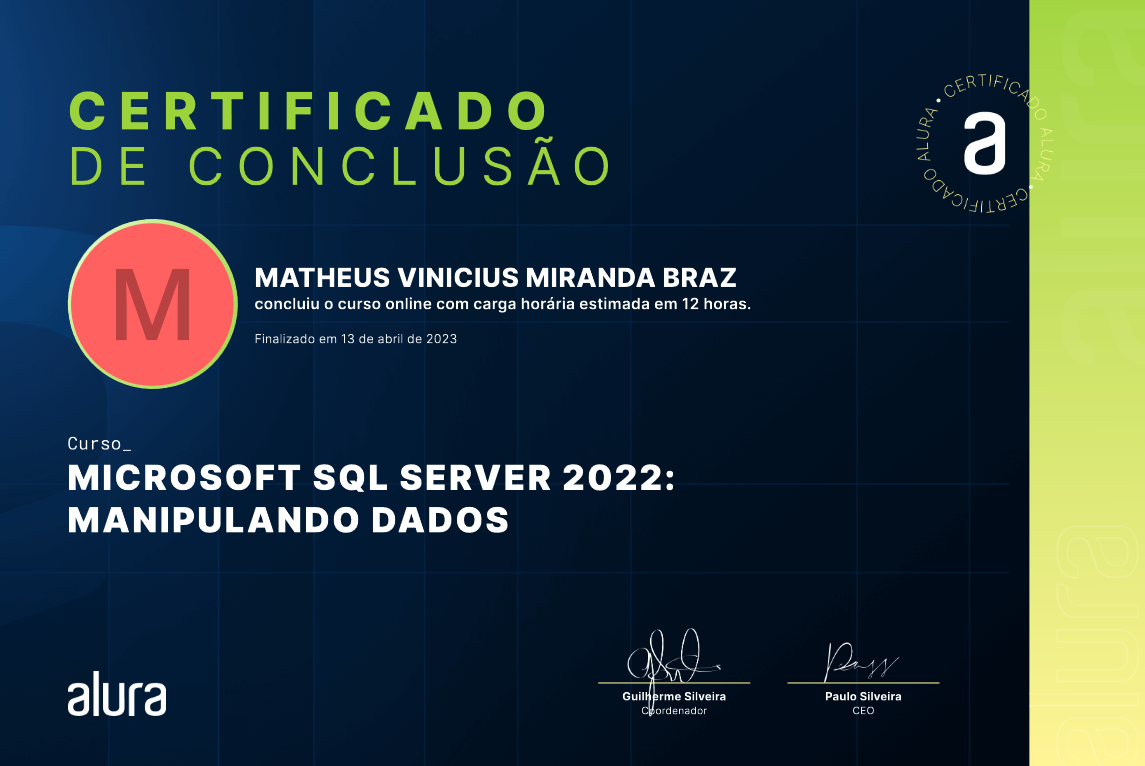 CERTIFICADO
DE CONCLUSÃO
CERTIFICADO ALURA • CERTIFICADO ALURA •
a
M
MATHEUS VINICIUS MIRANDA BRAZ
concluiu o curso online com carga horária estimada em 12 horas.
Finalizado em 13 de abril de 2023
Curso_
MICROSOFT SQL SERVER 2022:
MANIPULANDO DADOS
alura
Guilherme Silveira
Coordenador
Paulo Silveira
CEO